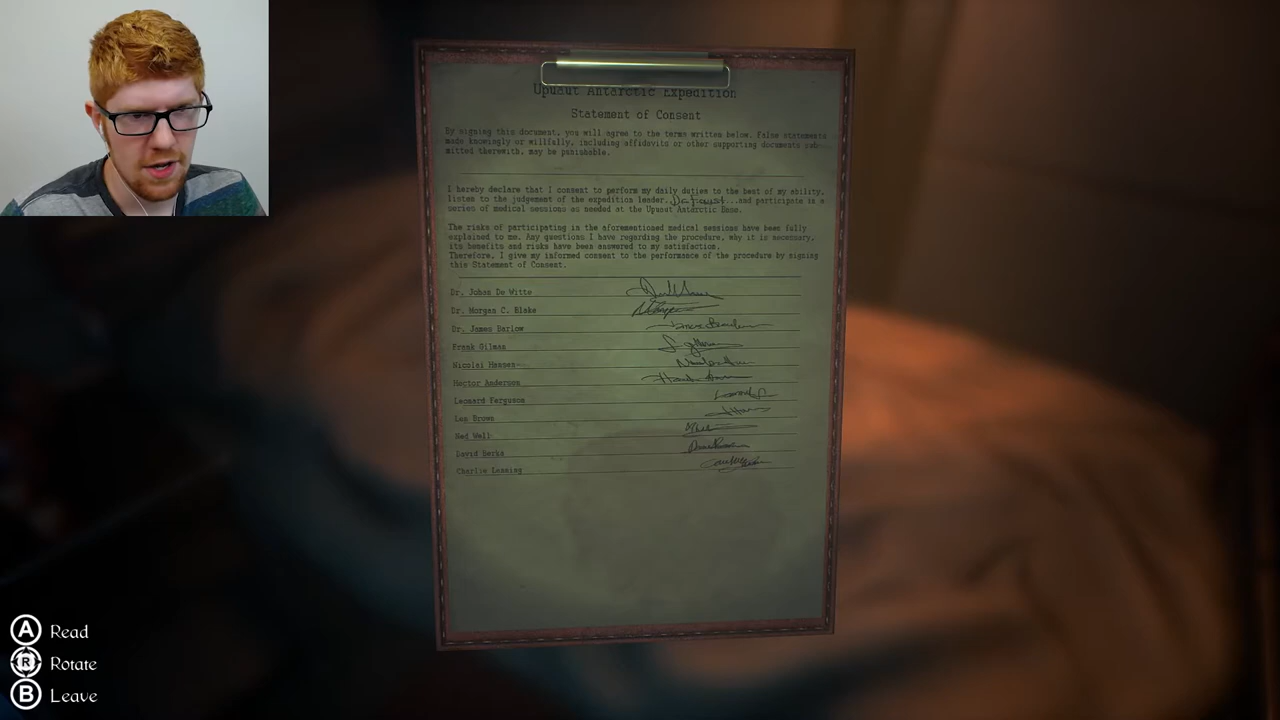 Upuaut Antarctic Expedition
Statement of Consent
By signing this document, you will agree to the terms written below. False statements
made knowingly or willfully, including affidavits or other supporting documents sub-
mitted therewith, may be punishable.
I hereby declare that I consent to perform my daily duties to the best of my ability,
listen to the judgement of the expedition leader, and participate in a
series of medical sessions as needed at the Upuaut Antarctic Base.
The risks of participating in the aforementioned medical sessions have been fully
explained to me. Any questions I have regarding the procedure, why it is necessary,
its benefits and risks have been answered to my satisfaction.
Therefore, I give my informed consent to the performance of the procedure by signing
this Statement of Consent.
Dr. Johan De Witte
Dr. Morgan C. Blake
Dr. James Harlow
Frank Gilman
Nicolai Hansen
Hector Anderson
Leonard Ferguson
Brown
Ned Well
David Berks
Charlie Lansing
A Read
R Rotate
B Leave